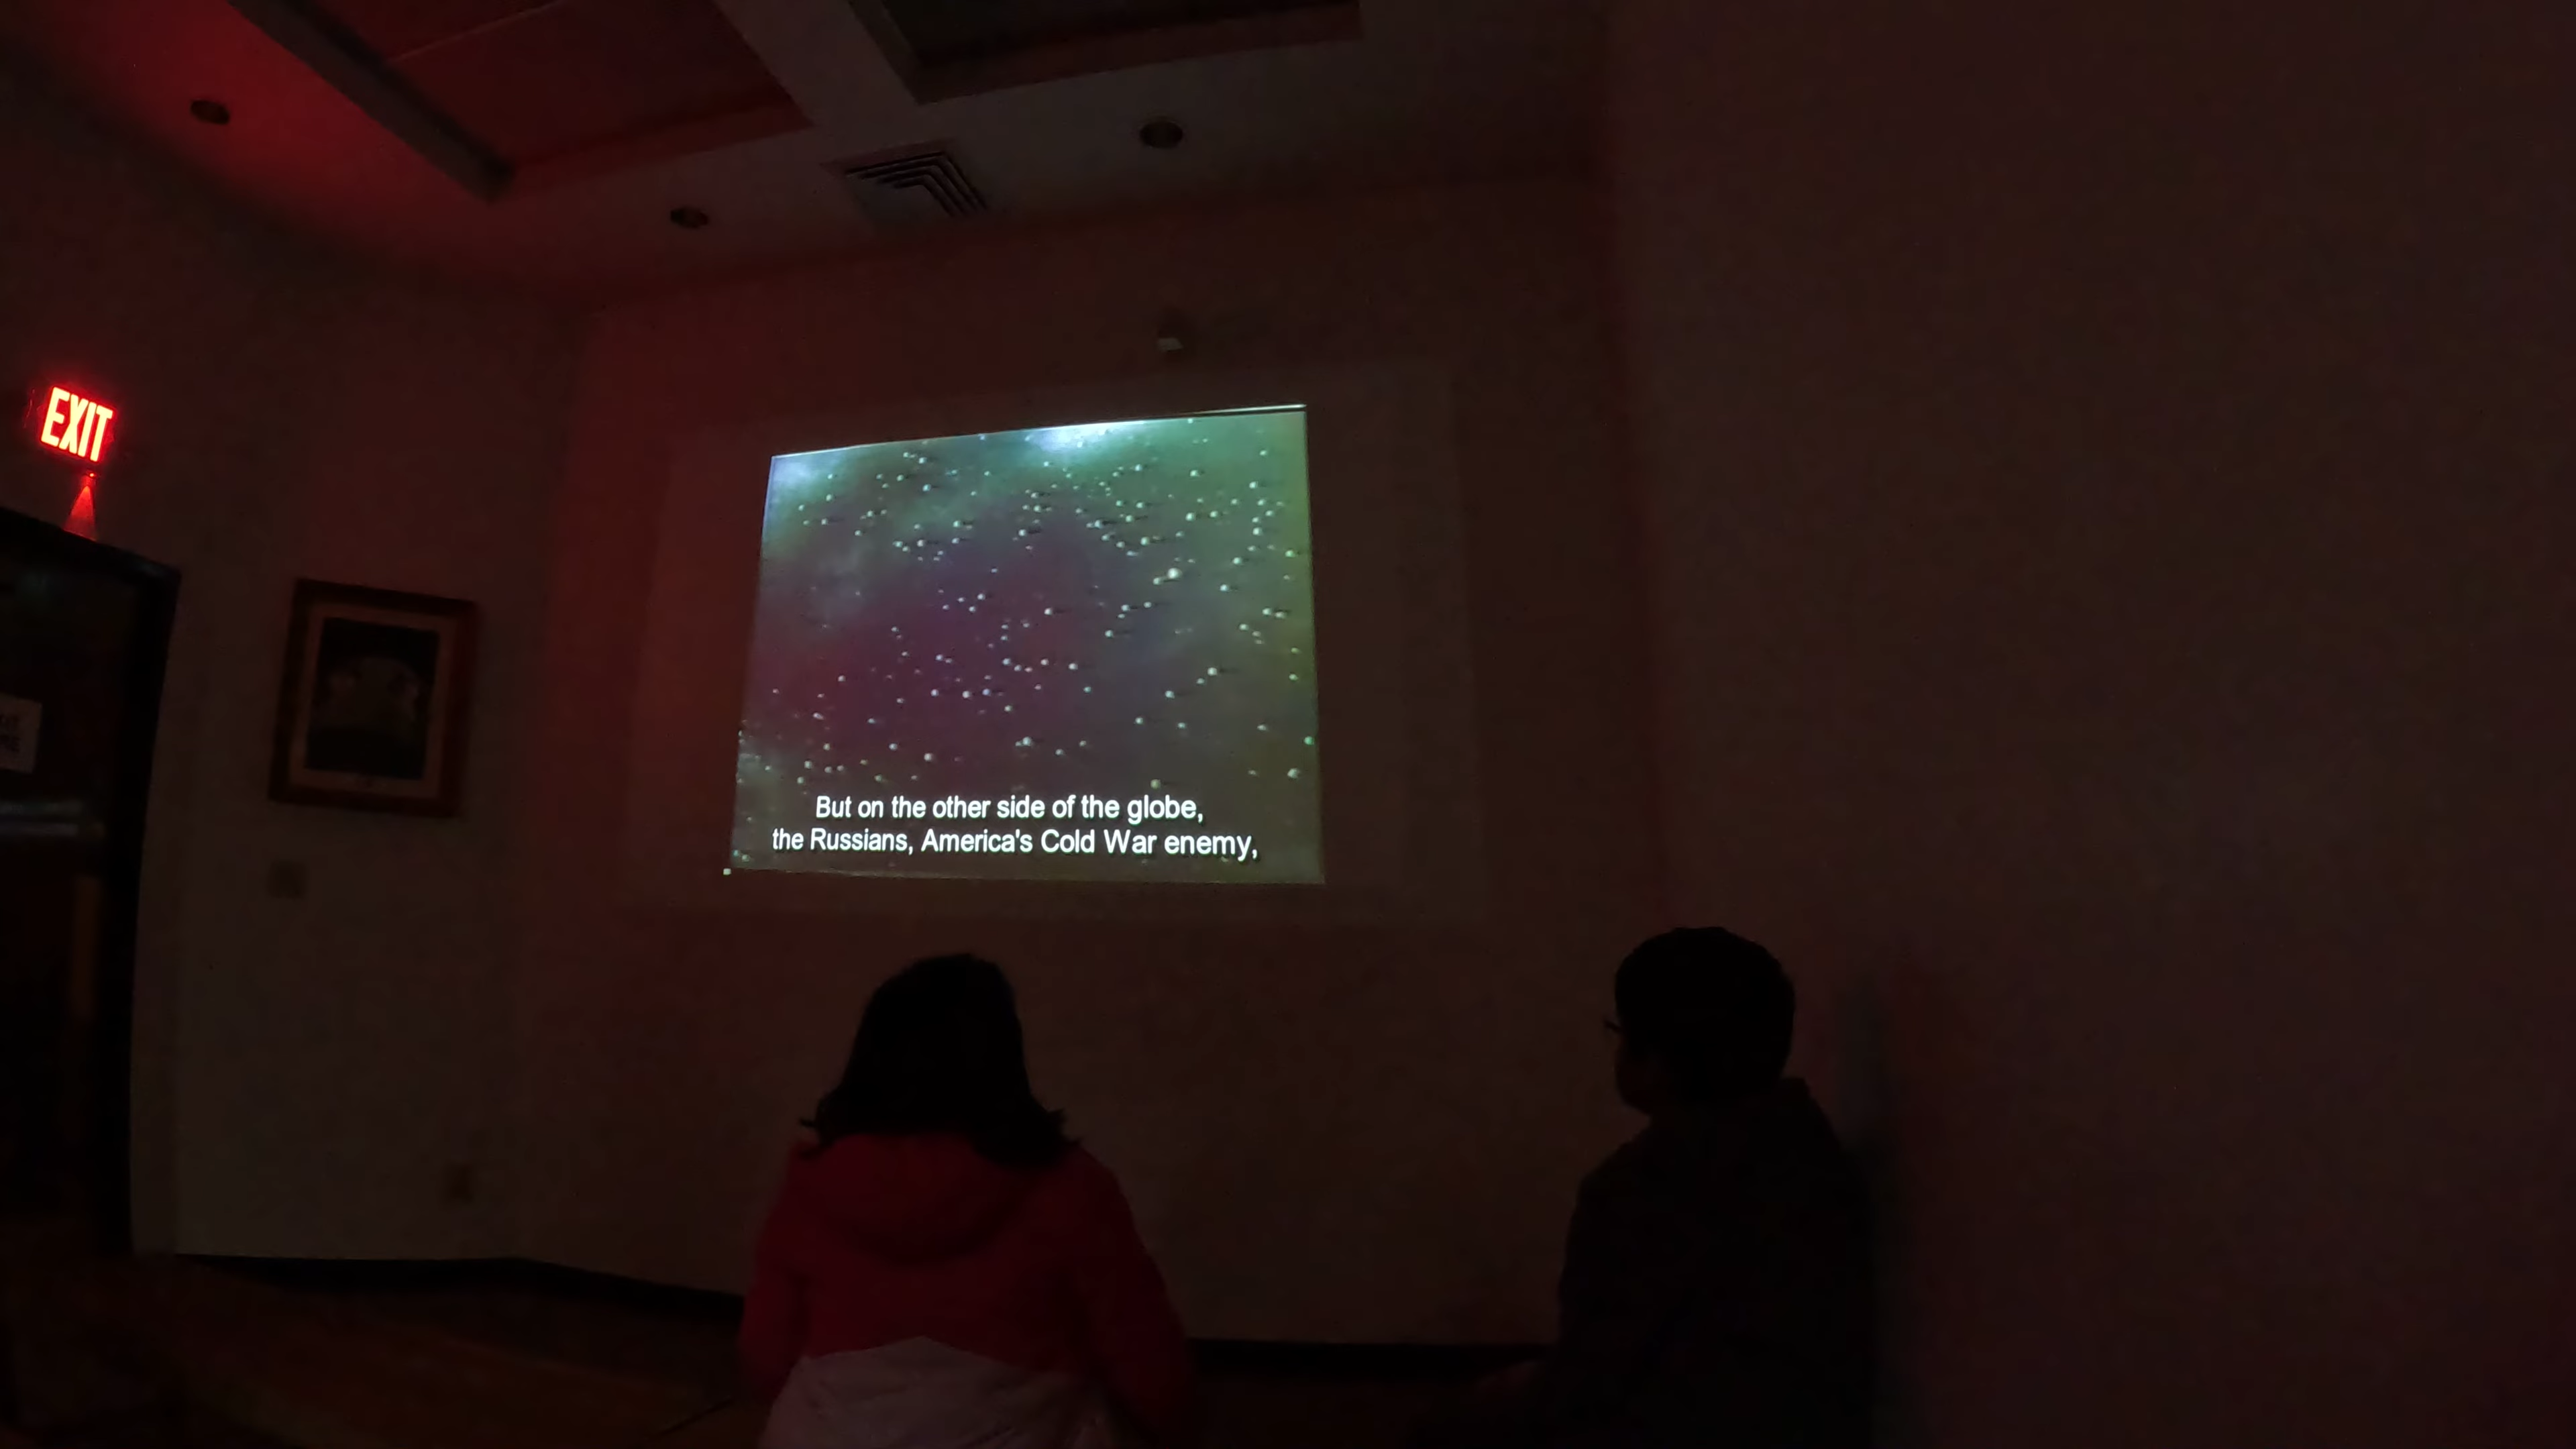 EXIT
But on the other side of the globe,
the Russians, America's Cold War enemy,